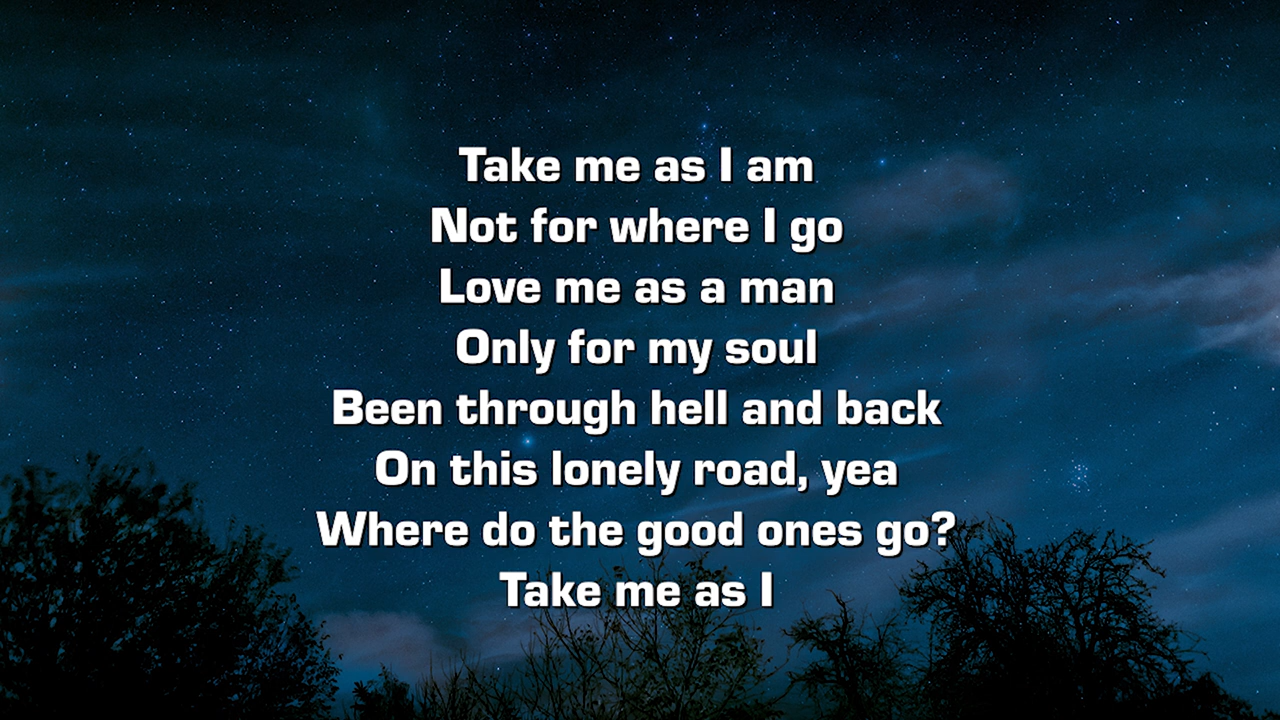 Take me as I am
Not for where I go
Love me as a man
Only for my soul
Been through hell and back
On this lonely road, yea
Where do the good ones go?
Take me as I